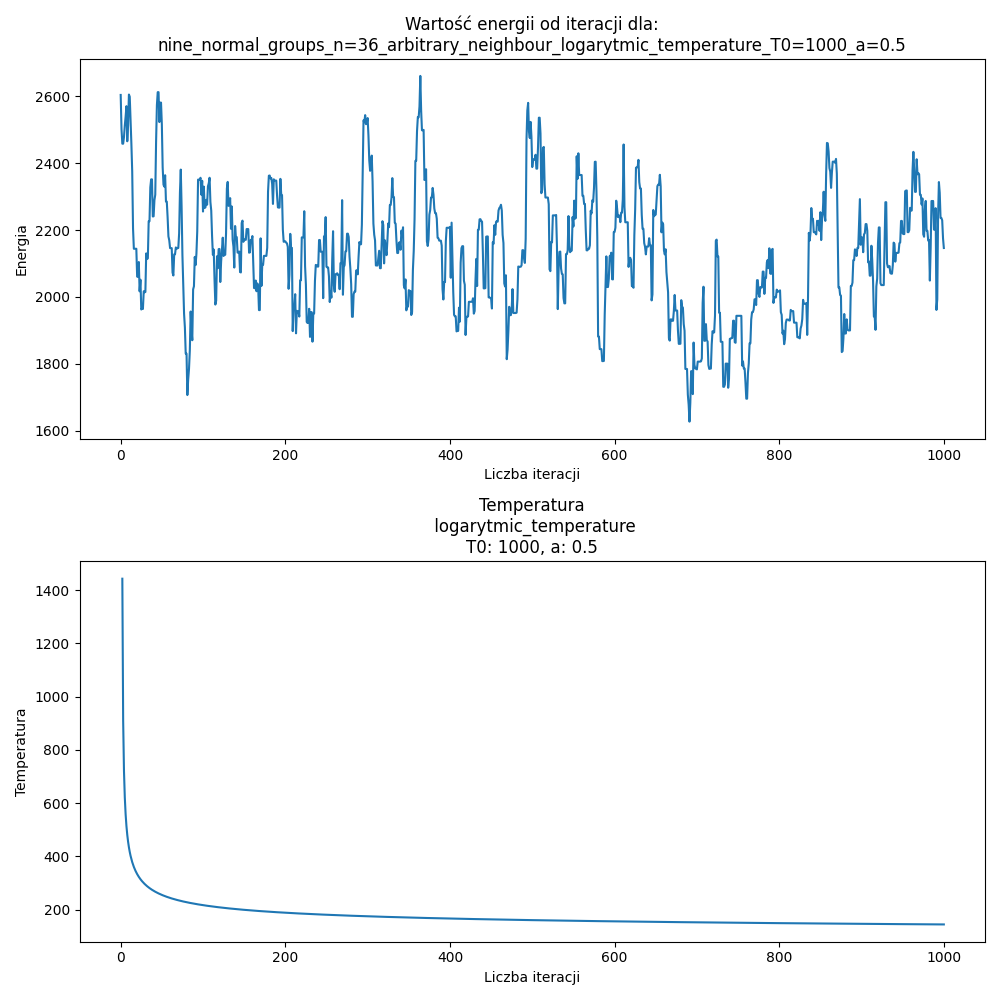 Wartość energii od iteracji dla:
nine_normal_groups_n=36_arbitrary_neighbour_logarytmic_temperature_T0=1000_a=0.5
Energia
2600
2400
2200
2000
1800
1600
0 200 400 600 800 1000
Liczba iteracji
Temperatura
logarytmic_temperature
T0: 1000, a: 0.5
Temperatura
1400
1200
1000
800
600
400
200
0 200 400 600 800 1000
Liczba iteracji